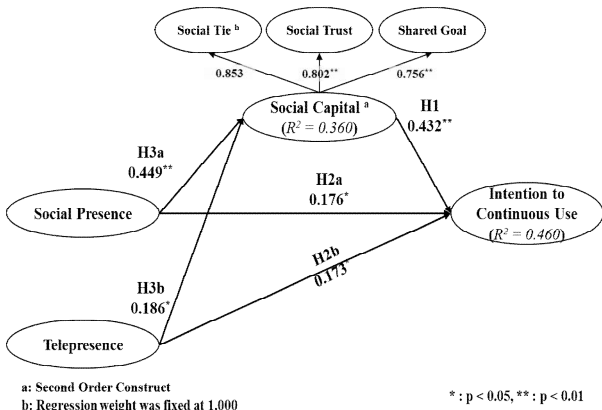 Social Tie b
Social Trust
Shared Goal
0.853
0.802**
0.756**
Social Capital a
(R² = 0.360)
H1
0.432**
H3a
0.449**
H2a
0.176*
Social Presence
Intention to
Continuous Use
(R² = 0.460)
H2b
0.173*
H3b
0.186*
Telepresence
a: Second Order Construct
b: Regression weight was fixed at 1.000
* : p < 0.05, ** : p < 0.01